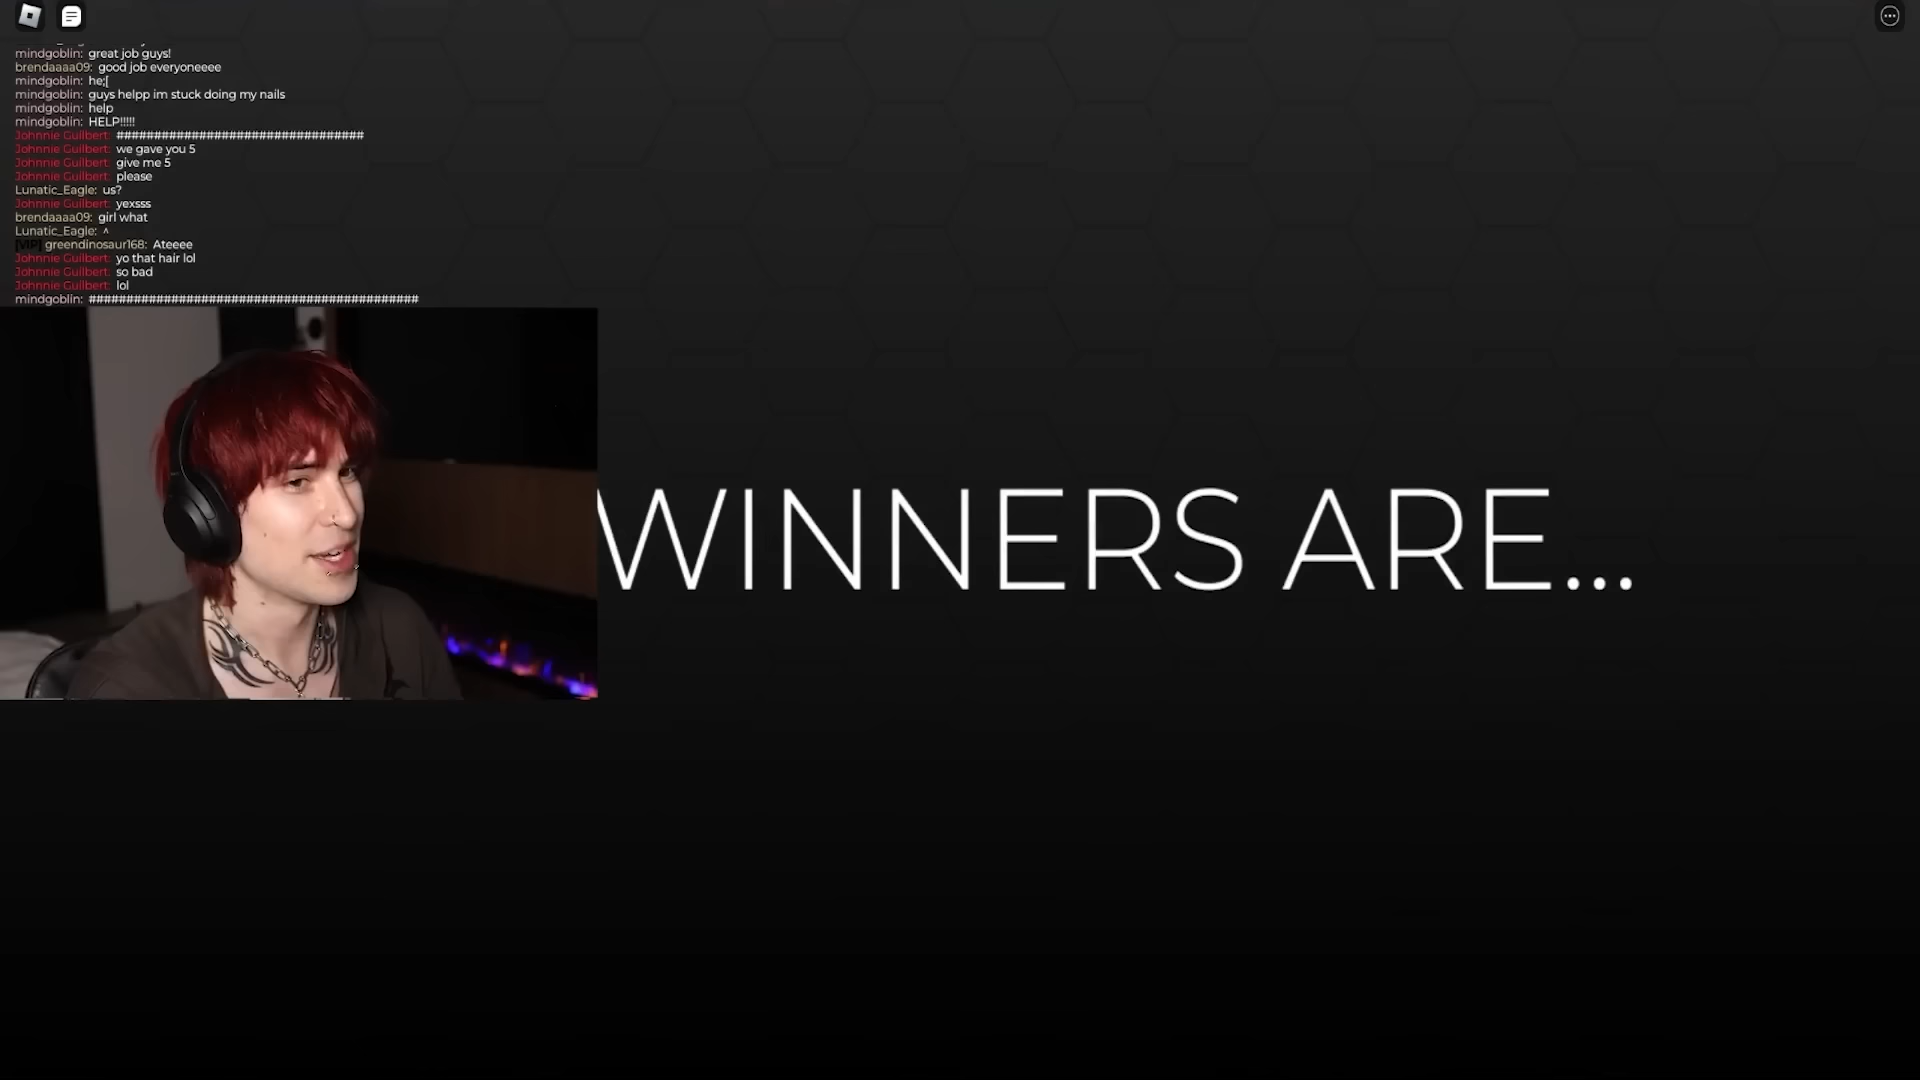 mindgoblin: great job guys!
brendaaaa09: good job everyoneeee
mindgoblin: he;[
mindgoblin: guys helpp im stuck doing my nails
mindgoblin: help
mindgoblin: HELP!!!!!
Johnnie Guilbert: #################################
Johnnie Guilbert: we gave you 5
Johnnie Guilbert: give me 5
Johnnie Guilbert: please
Lunatic_Eagle: us?
Johnnie Guilbert: yexsss
brendaaaa09: girl what
Lunatic_Eagle: ^
[VIP] greendinosaur168: Ateeee
Johnnie Guilbert: yo that hair lol
Johnnie Guilbert: so bad
Johnnie Guilbert: lol
mindgoblin: ############################################
WINNERS ARE...